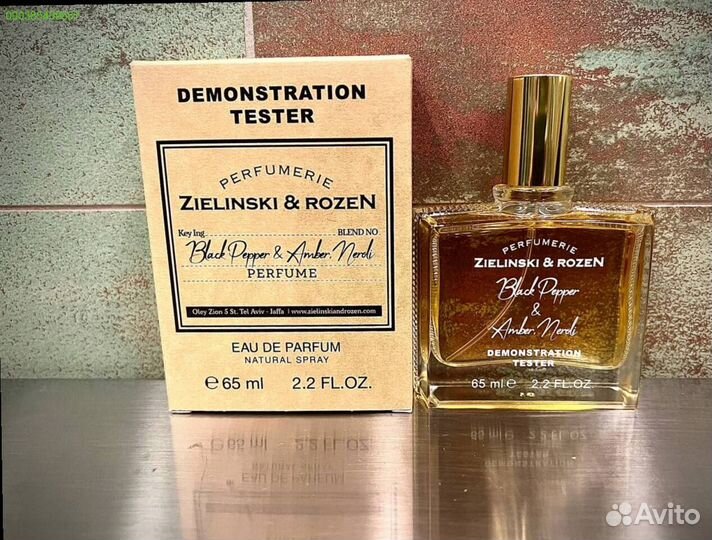 DEMONSTRATION
TESTER
PERFUMERIE
ZIELINSKI & ROZEN
Key Ing.
BLEND NO
Black Pepper & Amber, Neroli
PERFUME
Oley Zion 5 St. Tel Aviv - Jaffa | www.zielinskiandrozen.com
EAU DE PARFUM
NATURAL SPRAY
℮ 65 ml 2.2 FL.OZ.
PERFUMERIE
ZIELINSKI & ROZEN
Black Pepper
&
Amber, Neroli
DEMONSTRATION
TESTER
65 ml ℮ 2.2 FL.OZ.
Avito